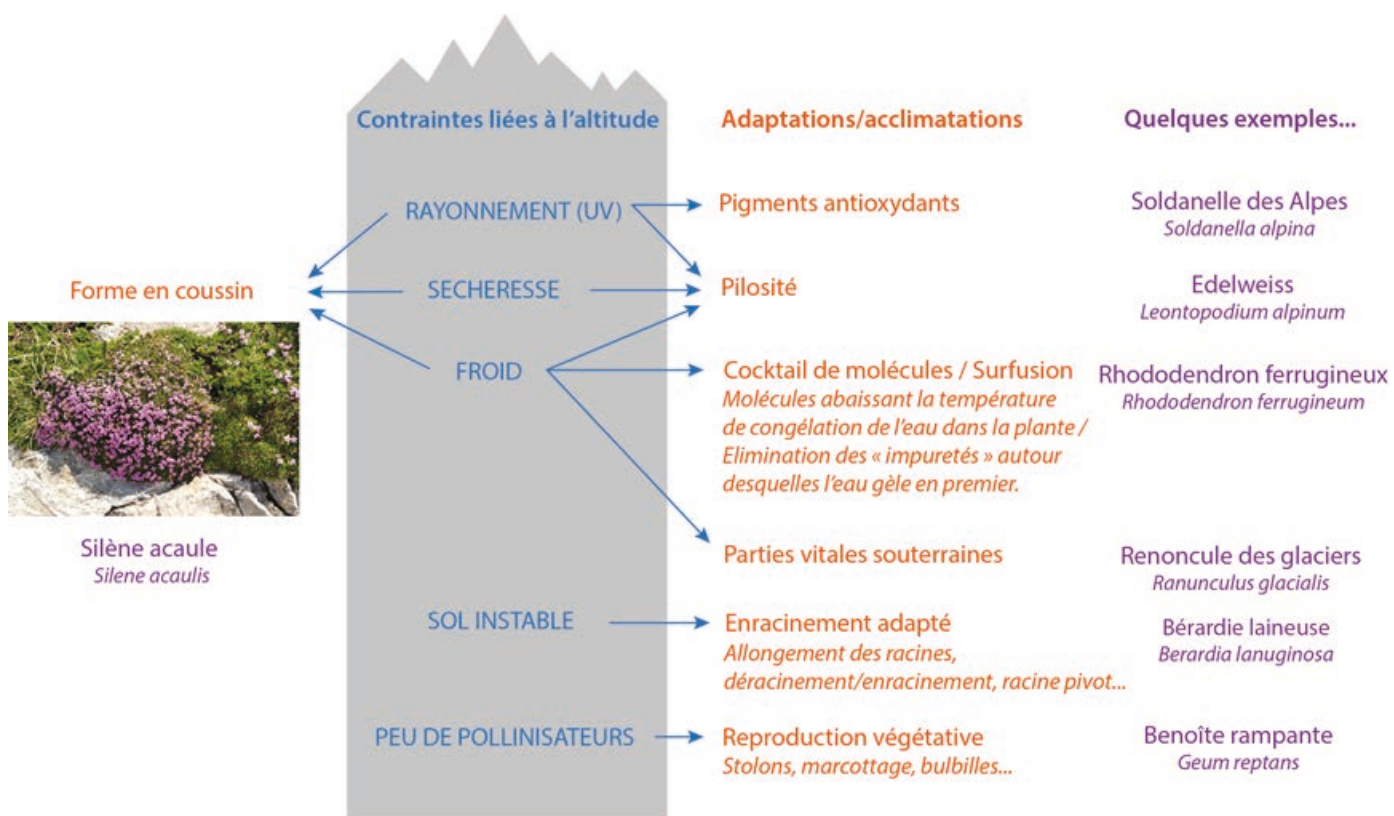 Contraintes liées à l'altitude
Adaptations/acclimatations
Quelques exemples...
RAYONNEMENT (UV)
Pigments antioxydants
Soldanelle des Alpes
Soldanella alpina
Forme en coussin
SECHERESSE
Pilosité
Edelweiss
Leontopodium alpinum
FROID
Cocktail de molécules / Surfusion
Molécules abaissant la température
de congélation de l'eau dans la plante /
Elimination des « impuretés » autour
desquelles l'eau gèle en premier.
Rhododendron ferrugineux
Rhododendron ferrugineum
Silène acaule
Silene acaulis
Parties vitales souterraines
Renoncule des glaciers
Ranunculus glacialis
SOL INSTABLE
Enracinement adapté
Allongement des racines,
déracinement/enracinement, racine pivot...
Bérardie laineuse
Berardia lanuginosa
PEU DE POLLINISATEURS
Reproduction végétative
Stolons, marcottage, bulbilles...
Benoîte rampante
Geum reptans